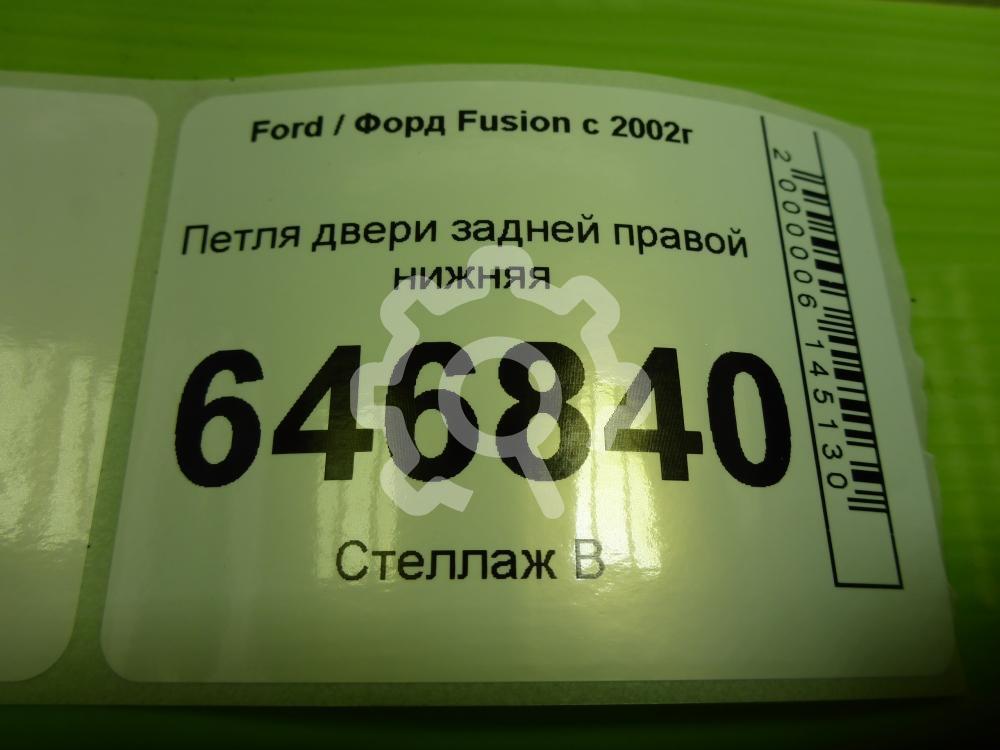 Ford / Форд Fusion с 2002г
Петля двери задней правой
нижняя
646840
Стеллаж В
2000006145130